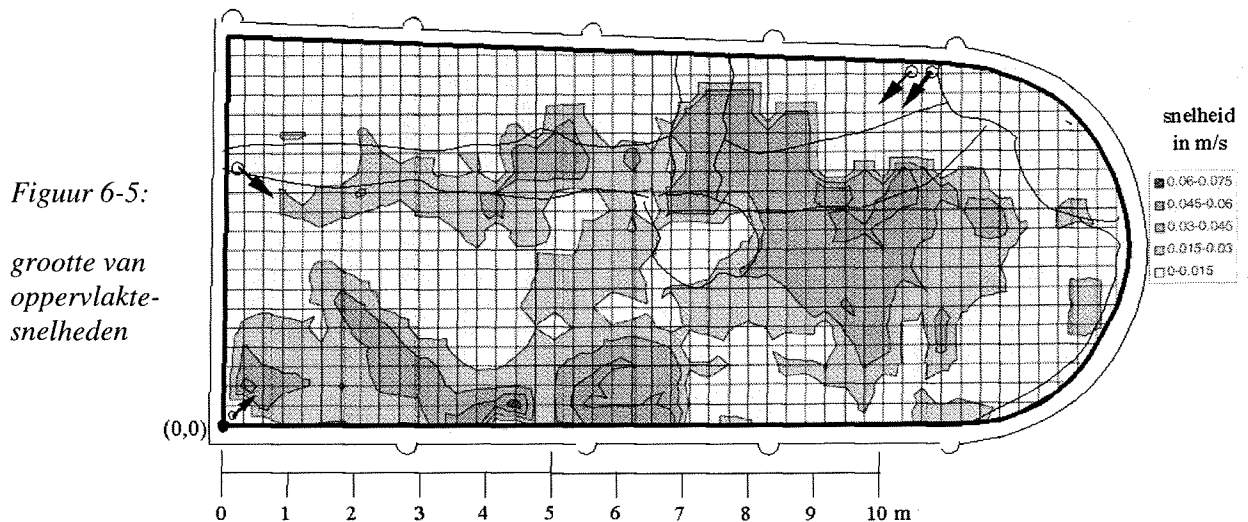 Figuur 6-5:
grootte van
oppervlakte-
snelheden
(0,0)
0 1 2 3 4 5 6 7 8 9 10 m
snelheid
in m/s
0.06-0.075
0.045-0.06
0.03-0.045
0.015-0.03
0-0.015